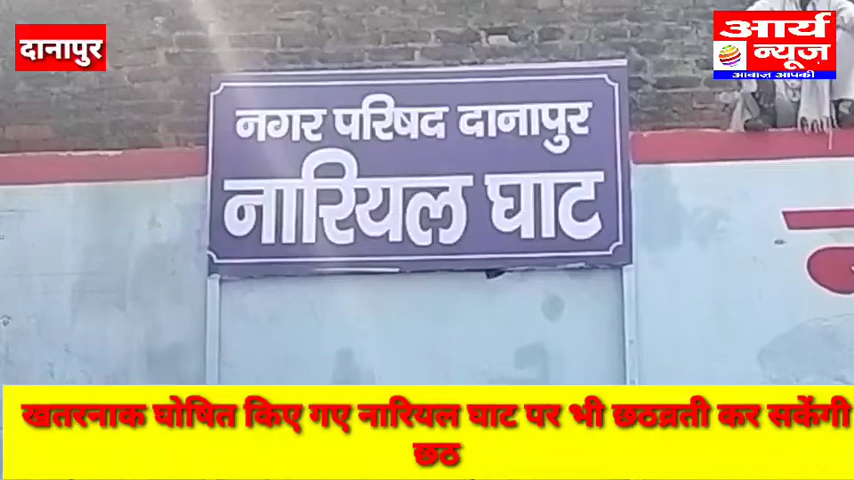 दानापुर
आर्य
न्यूज़
आवाज़ आपकी
नगर परिषद दानापुर
नारियल घाट
खतरनाक घोषित किए गए नारियल घाट पर भी छठव्रती कर सकेंगी
छठ